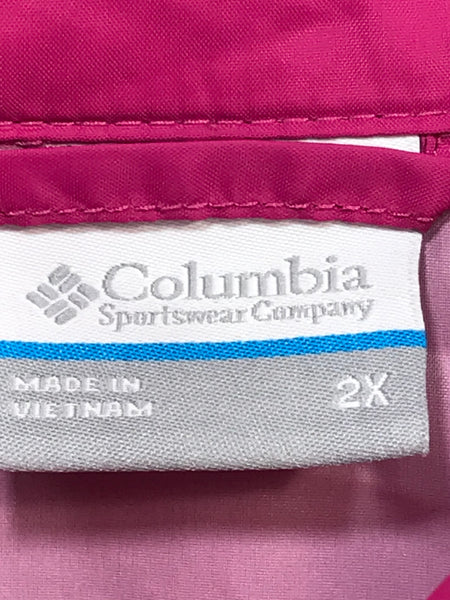 Columbia
Sportswear Company
MADE IN
VIETNAM
2X